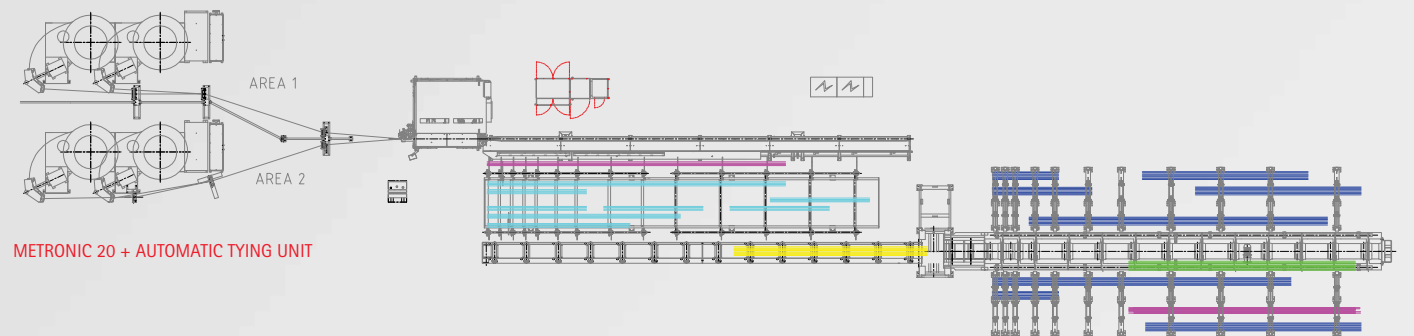 AREA 1
AREA 2
METRONIC 20 + AUTOMATIC TYING UNIT